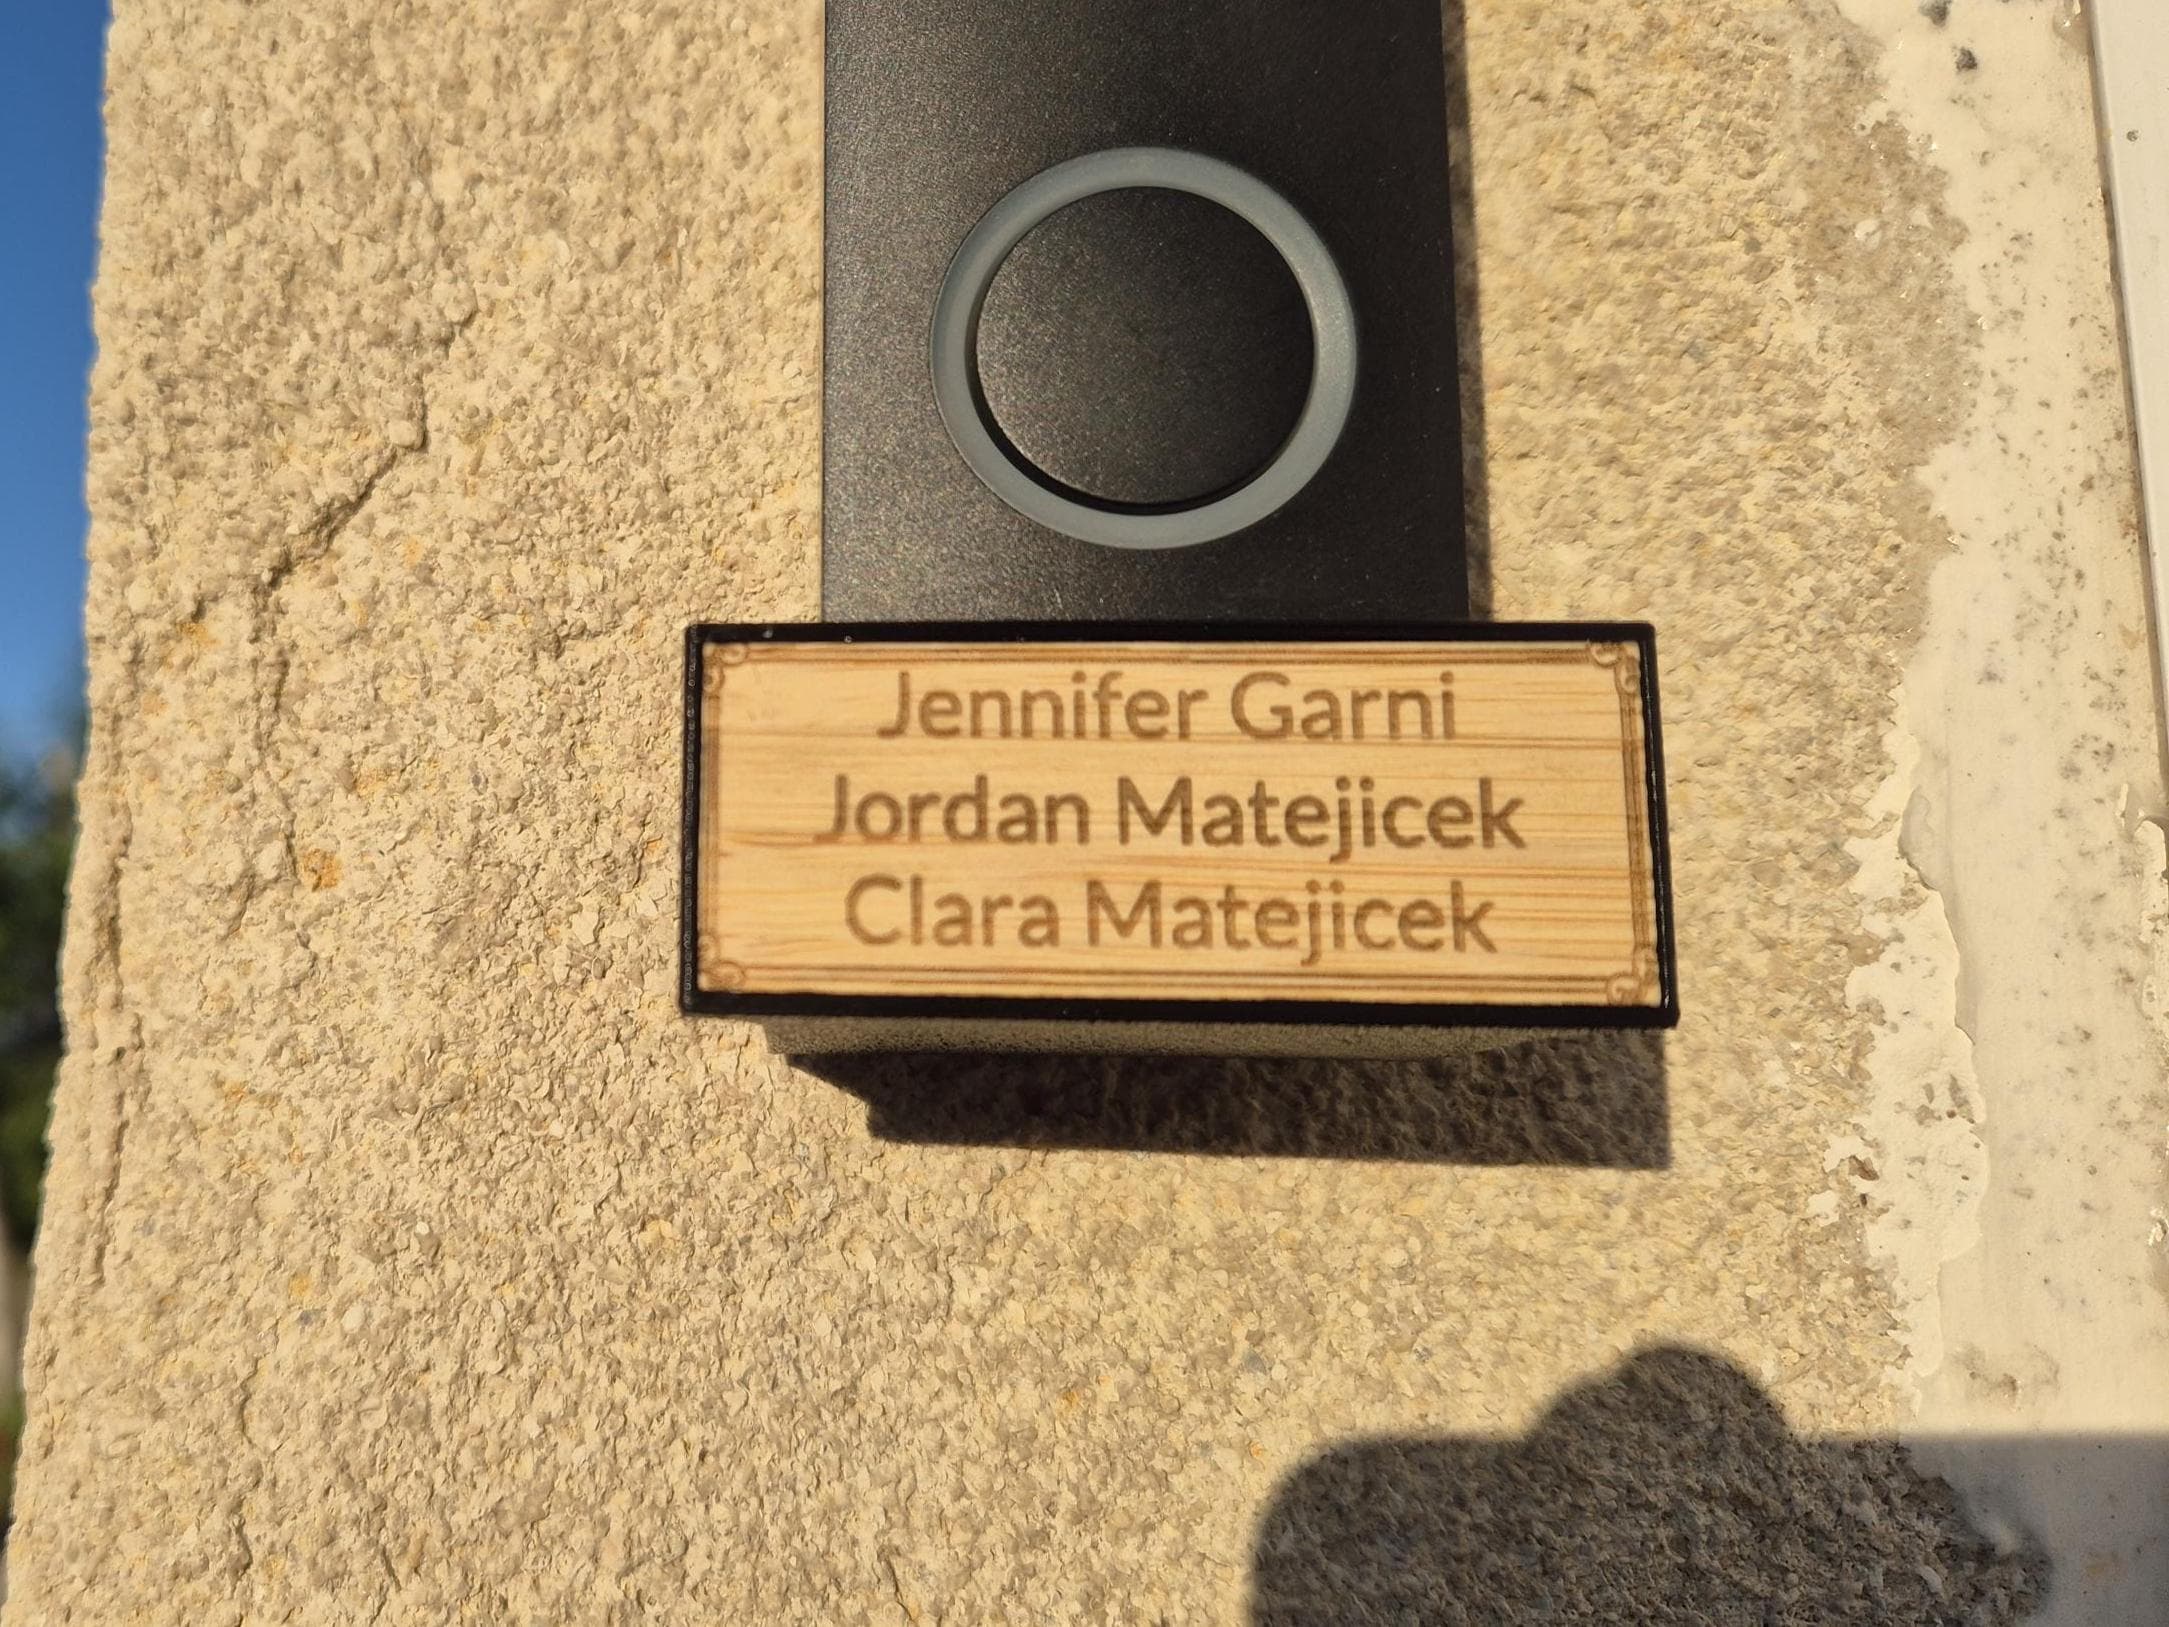 Jennifer Garni
Jordan Matejicek
Clara Matejicek